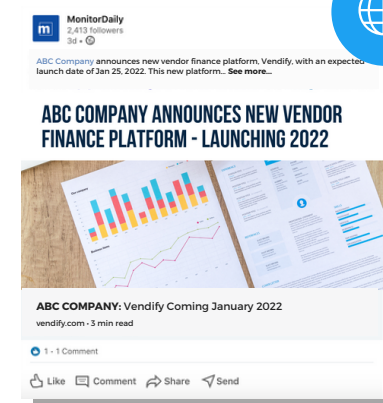 m
MonitorDaily
2,413 followers
3d •
ABC Company announces new vendor finance platform, Vendify, with an expected
launch date of Jan 25, 2022. This new platform... See more...
ABC COMPANY ANNOUNCES NEW VENDOR
FINANCE PLATFORM - LAUNCHING 2022
ABC COMPANY: Vendify Coming January 2022
vendify.com • 3 min read
1 • 1 Comment
Like Comment Share Send